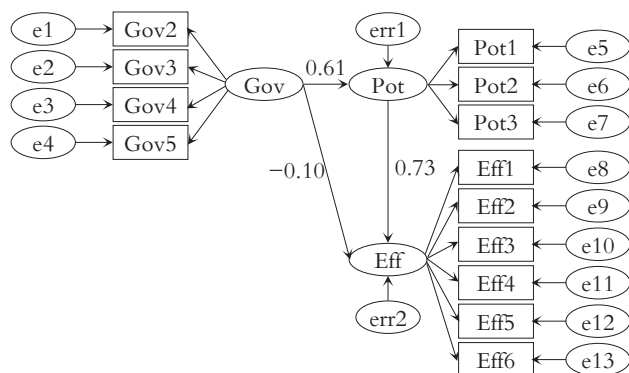 e1
Gov2
e2
Gov3
e3
Gov4
e4
Gov5
Gov
0.61
err1
Pot
Pot1
e5
Pot2
e6
Pot3
e7
−0.10
0.73
Eff
err2
Eff1
e8
Eff2
e9
Eff3
e10
Eff4
e11
Eff5
e12
Eff6
e13